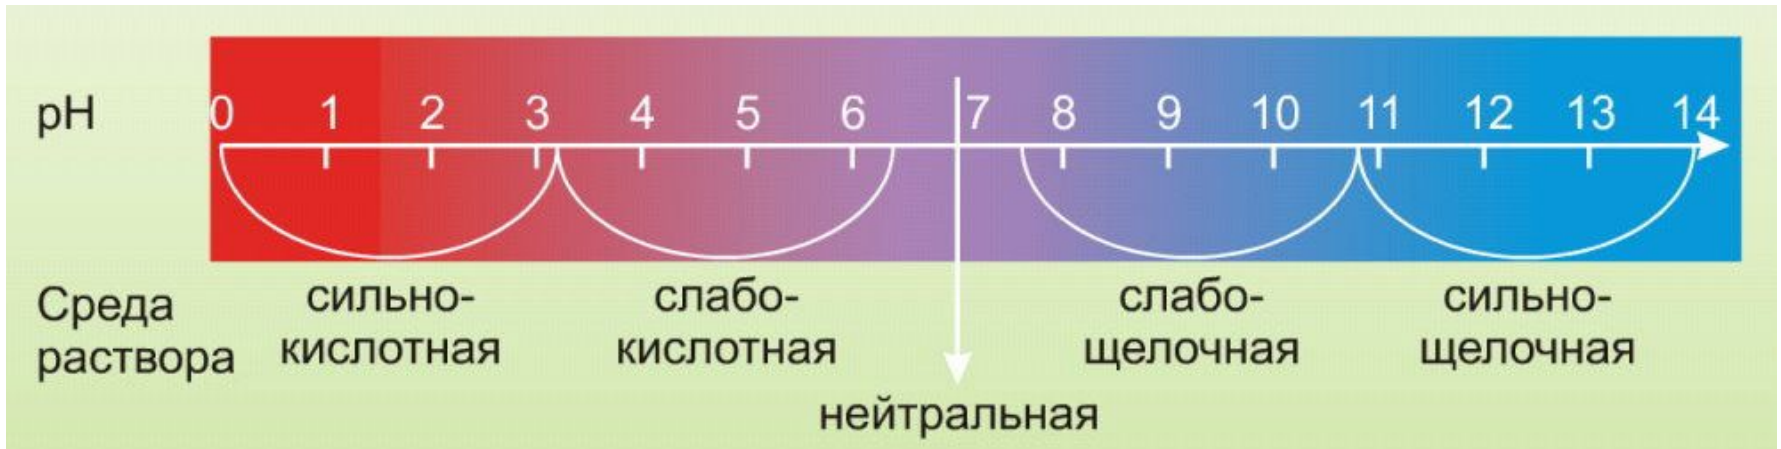 pH 0 1 2 3 4 5 6 7 8 9 10 11 12 13 14
Среда раствора
сильно-
кислотная
слабо-
кислотная
нейтральная
слабо-
щелочная
сильно-
щелочная